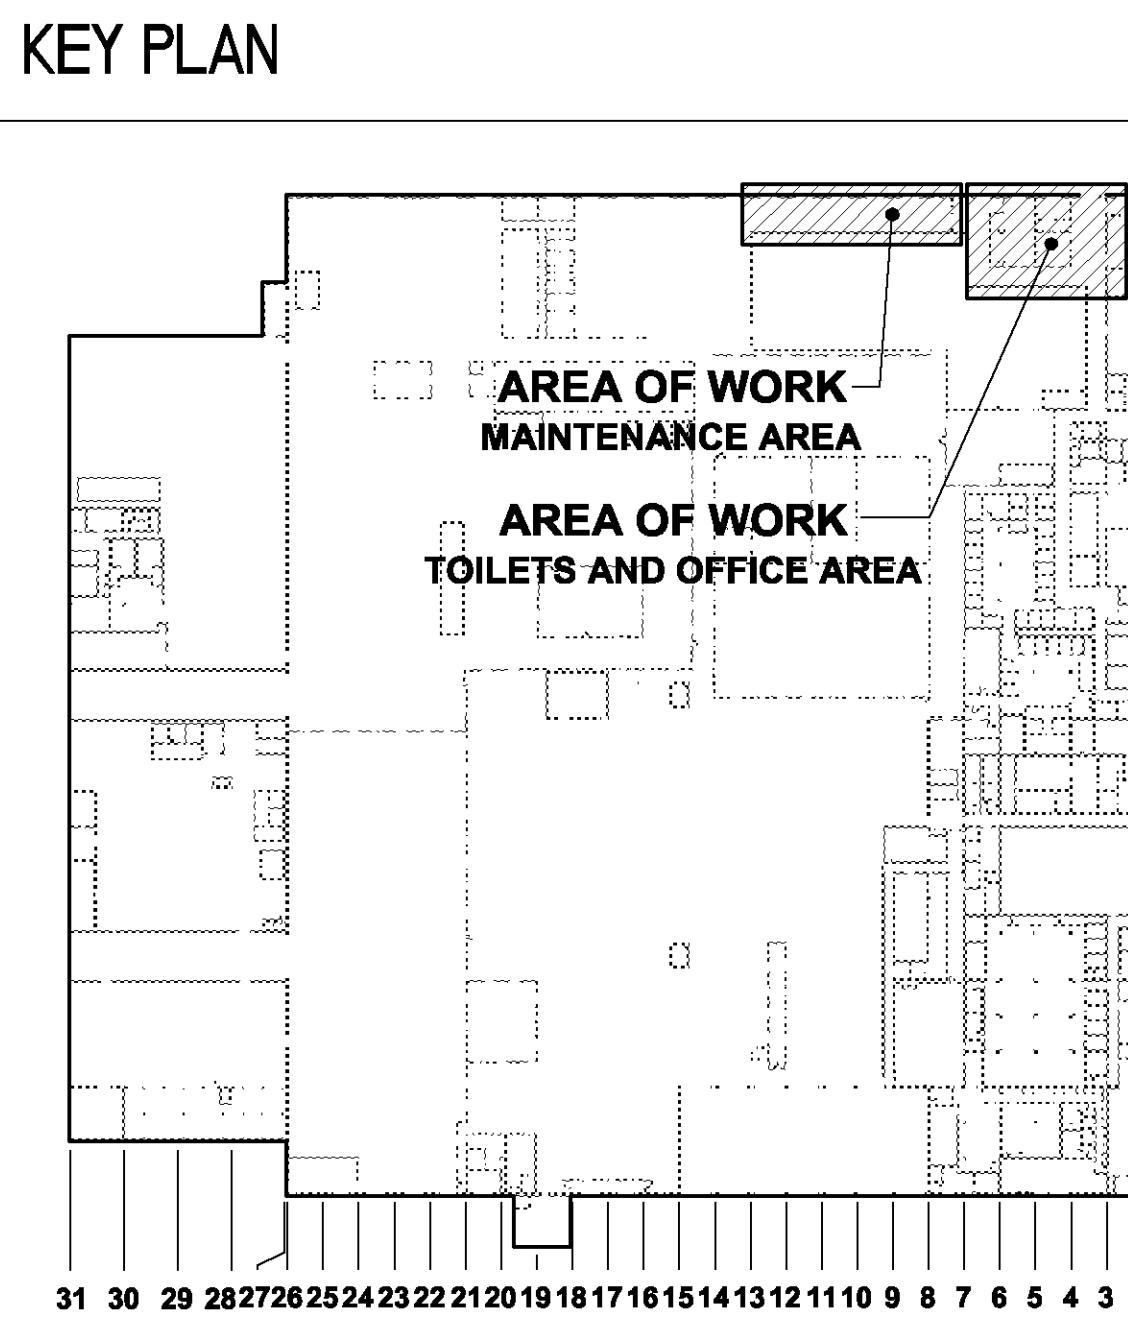 KEY PLAN
AREA OF WORK
MAINTENANCE AREA
AREA OF WORK
TOILETS AND OFFICE AREA
31 30 29 28 27 26 25 24 23 22 21 20 19 18 17 16 15 14 13 12 11 10 9 8 7 6 5 4 3